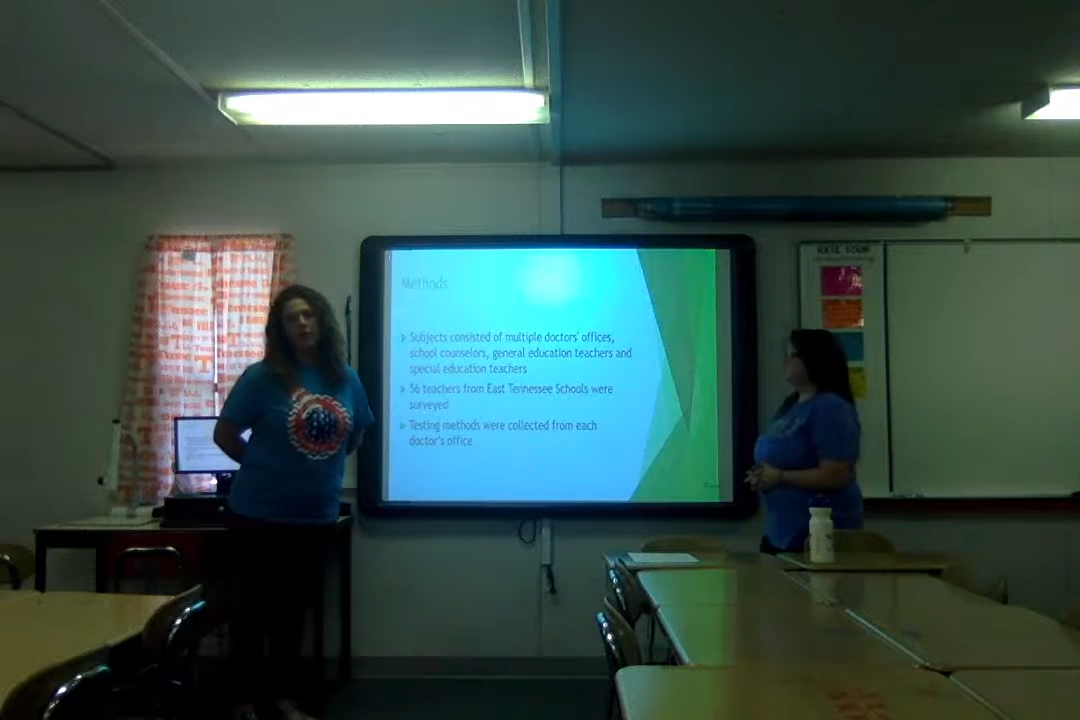 Methods
Subjects consisted of multiple doctors' offices,
school counselors, general education teachers and
special education teachers
56 teachers from East Tennessee Schools were
surveyed
Testing methods were collected from each
doctor's office